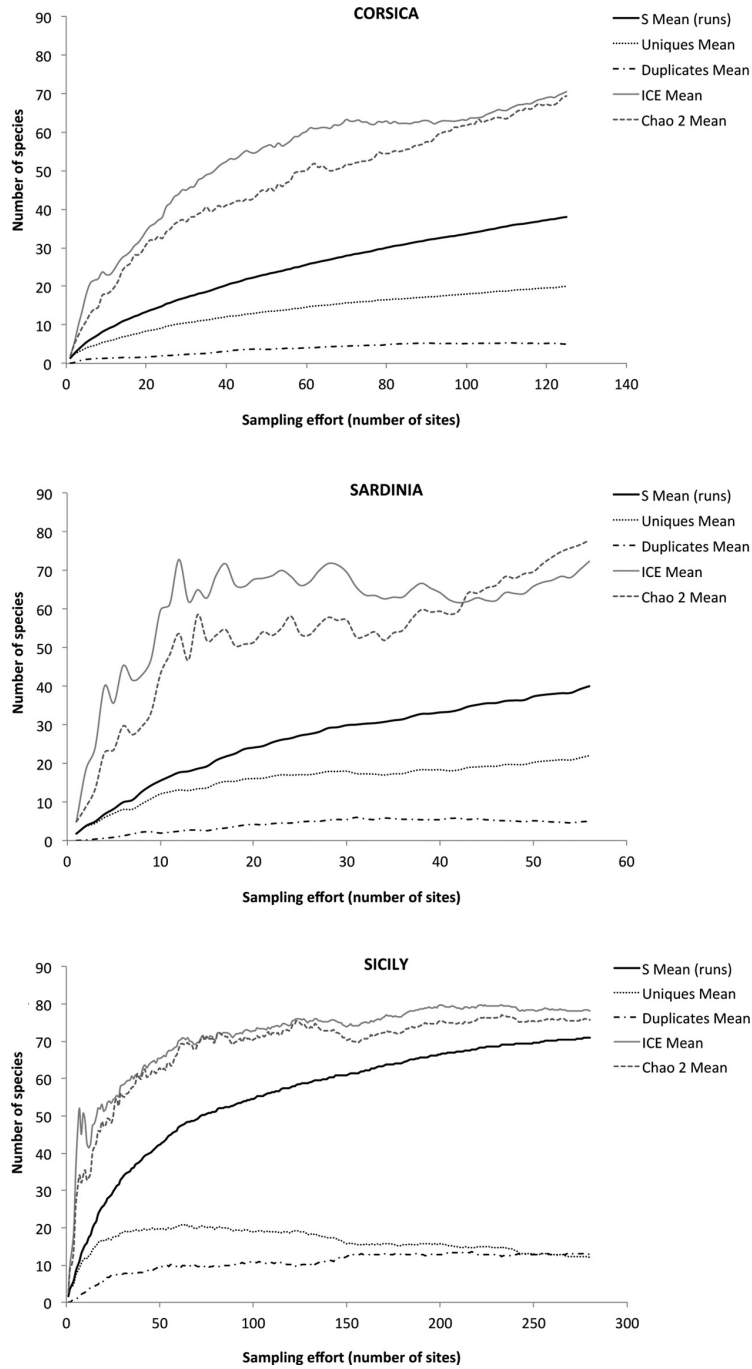 CORSICA
90
80
70
60
50
40
30
20
10
0
Number of species
0 20 40 60 80 100 120 140
Sampling effort (number of sites)
S Mean (runs)
Uniques Mean
Duplicates Mean
ICE Mean
Chao 2 Mean
SARDINIA
90
80
70
60
50
40
30
20
10
0
Number of species
0 10 20 30 40 50 60
Sampling effort (number of sites)
S Mean (runs)
Uniques Mean
Duplicates Mean
ICE Mean
Chao 2 Mean
SICILY
90
80
70
60
50
40
30
20
10
0
Number of species
0 50 100 150 200 250 300
Sampling effort (number of sites)
S Mean (runs)
Uniques Mean
Duplicates Mean
ICE Mean
Chao 2 Mean